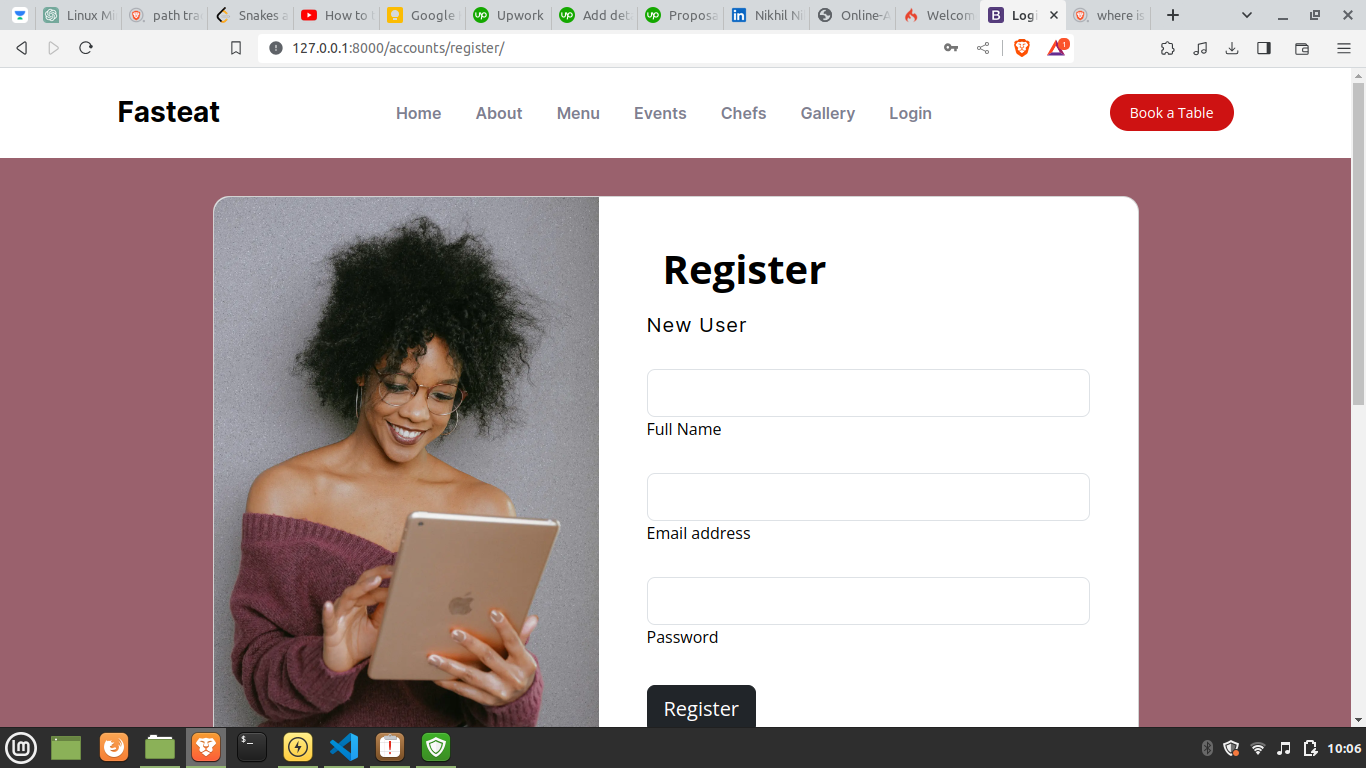 Linux Mi
path tra
Snakes a
How to
Google
Upwork
Add deta
Proposa
Nikhil Ni
Online-A
Welcom
Logi
where is
127.0.0.1:8000/accounts/register/
1
Fasteat
Home
About
Menu
Events
Chefs
Gallery
Login
Book a Table
Register
New User
Full Name
Email address
Password
Register
10:06